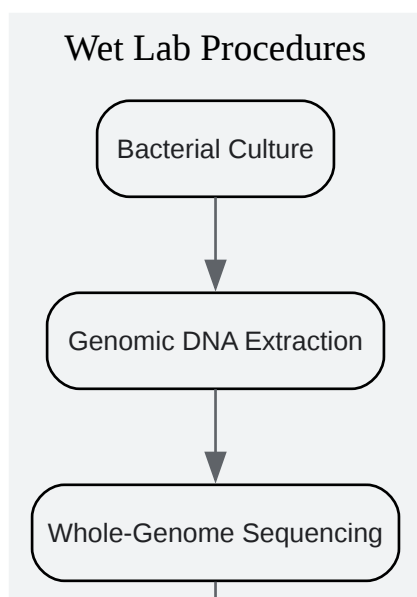 Wet Lab Procedures
Bacterial Culture
Genomic DNA Extraction
Whole-Genome Sequencing